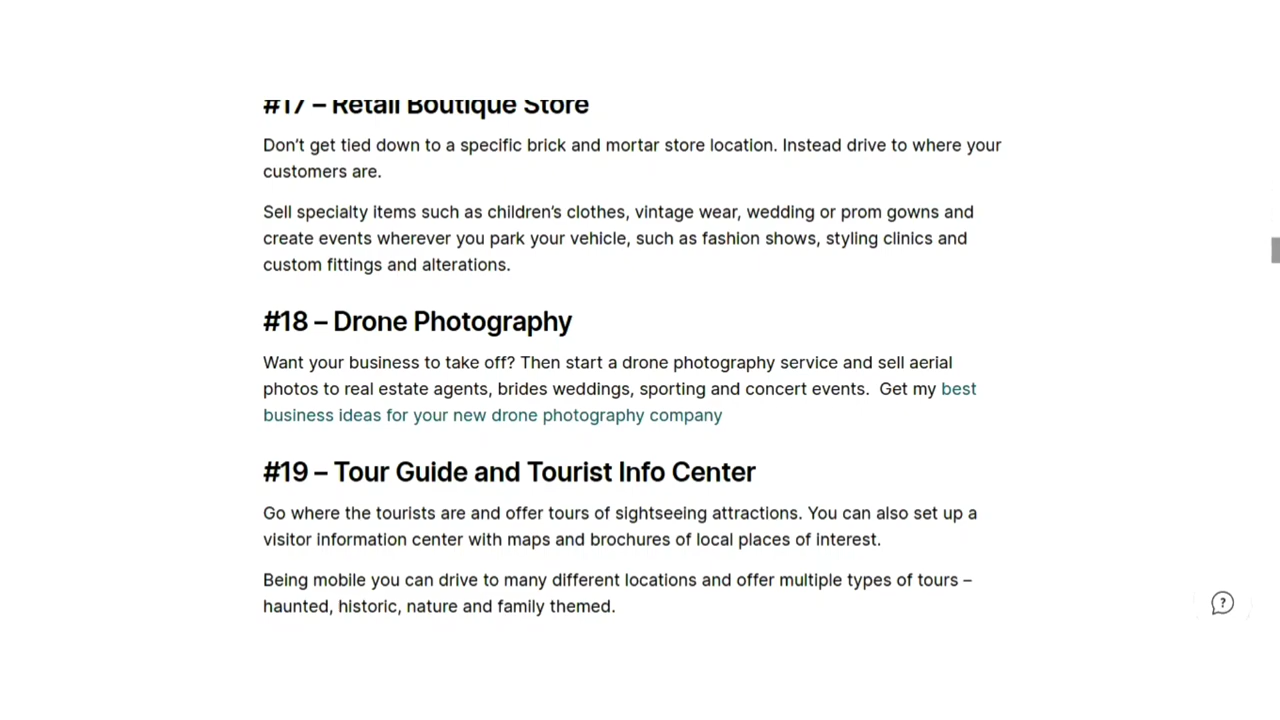 #17 – Retail Boutique Store
Don’t get tied down to a specific brick and mortar store location. Instead drive to where your
customers are.
Sell specialty items such as children’s clothes, vintage wear, wedding or prom gowns and
create events wherever you park your vehicle, such as fashion shows, styling clinics and
custom fittings and alterations.
#18 – Drone Photography
Want your business to take off? Then start a drone photography service and sell aerial
photos to real estate agents, brides weddings, sporting and concert events.  Get my best
business ideas for your new drone photography company
#19 – Tour Guide and Tourist Info Center
Go where the tourists are and offer tours of sightseeing attractions. You can also set up a
visitor information center with maps and brochures of local places of interest.
Being mobile you can drive to many different locations and offer multiple types of tours –
haunted, historic, nature and family themed.
?